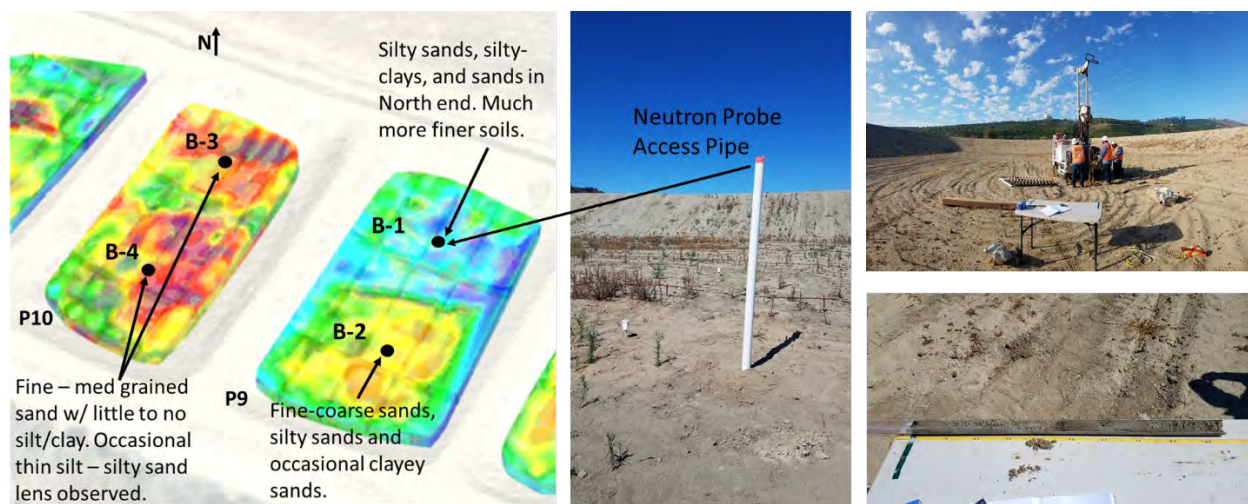 N
Silty sands, silty-
clays, and sands in
North end. Much
more finer soils.
B-3
B-4
P10
Fine – med grained
sand w/ little to no
silt/clay. Occasional
thin silt – silty sand
lens observed.
B-1
B-2
P9
Fine-coarse sands,
silty sands and
occasional clayey
sands.
Neutron Probe
Access Pipe